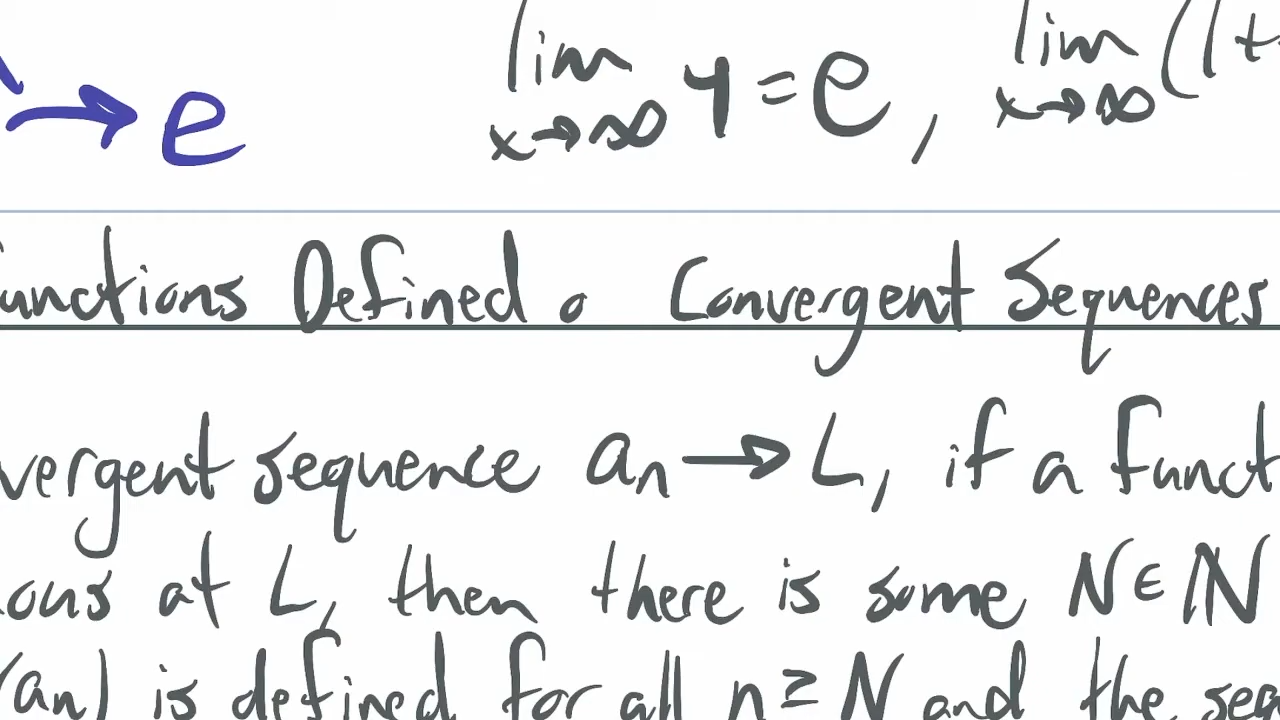 → e lim x→∞ y = e, lim x→∞ (1+
unctions Defined o Convergent Sequences
vergent sequence an → L, if a funct
ous at L, then there is some N ∈ ℕ
(an) is defined for all n ≥ N and the seq